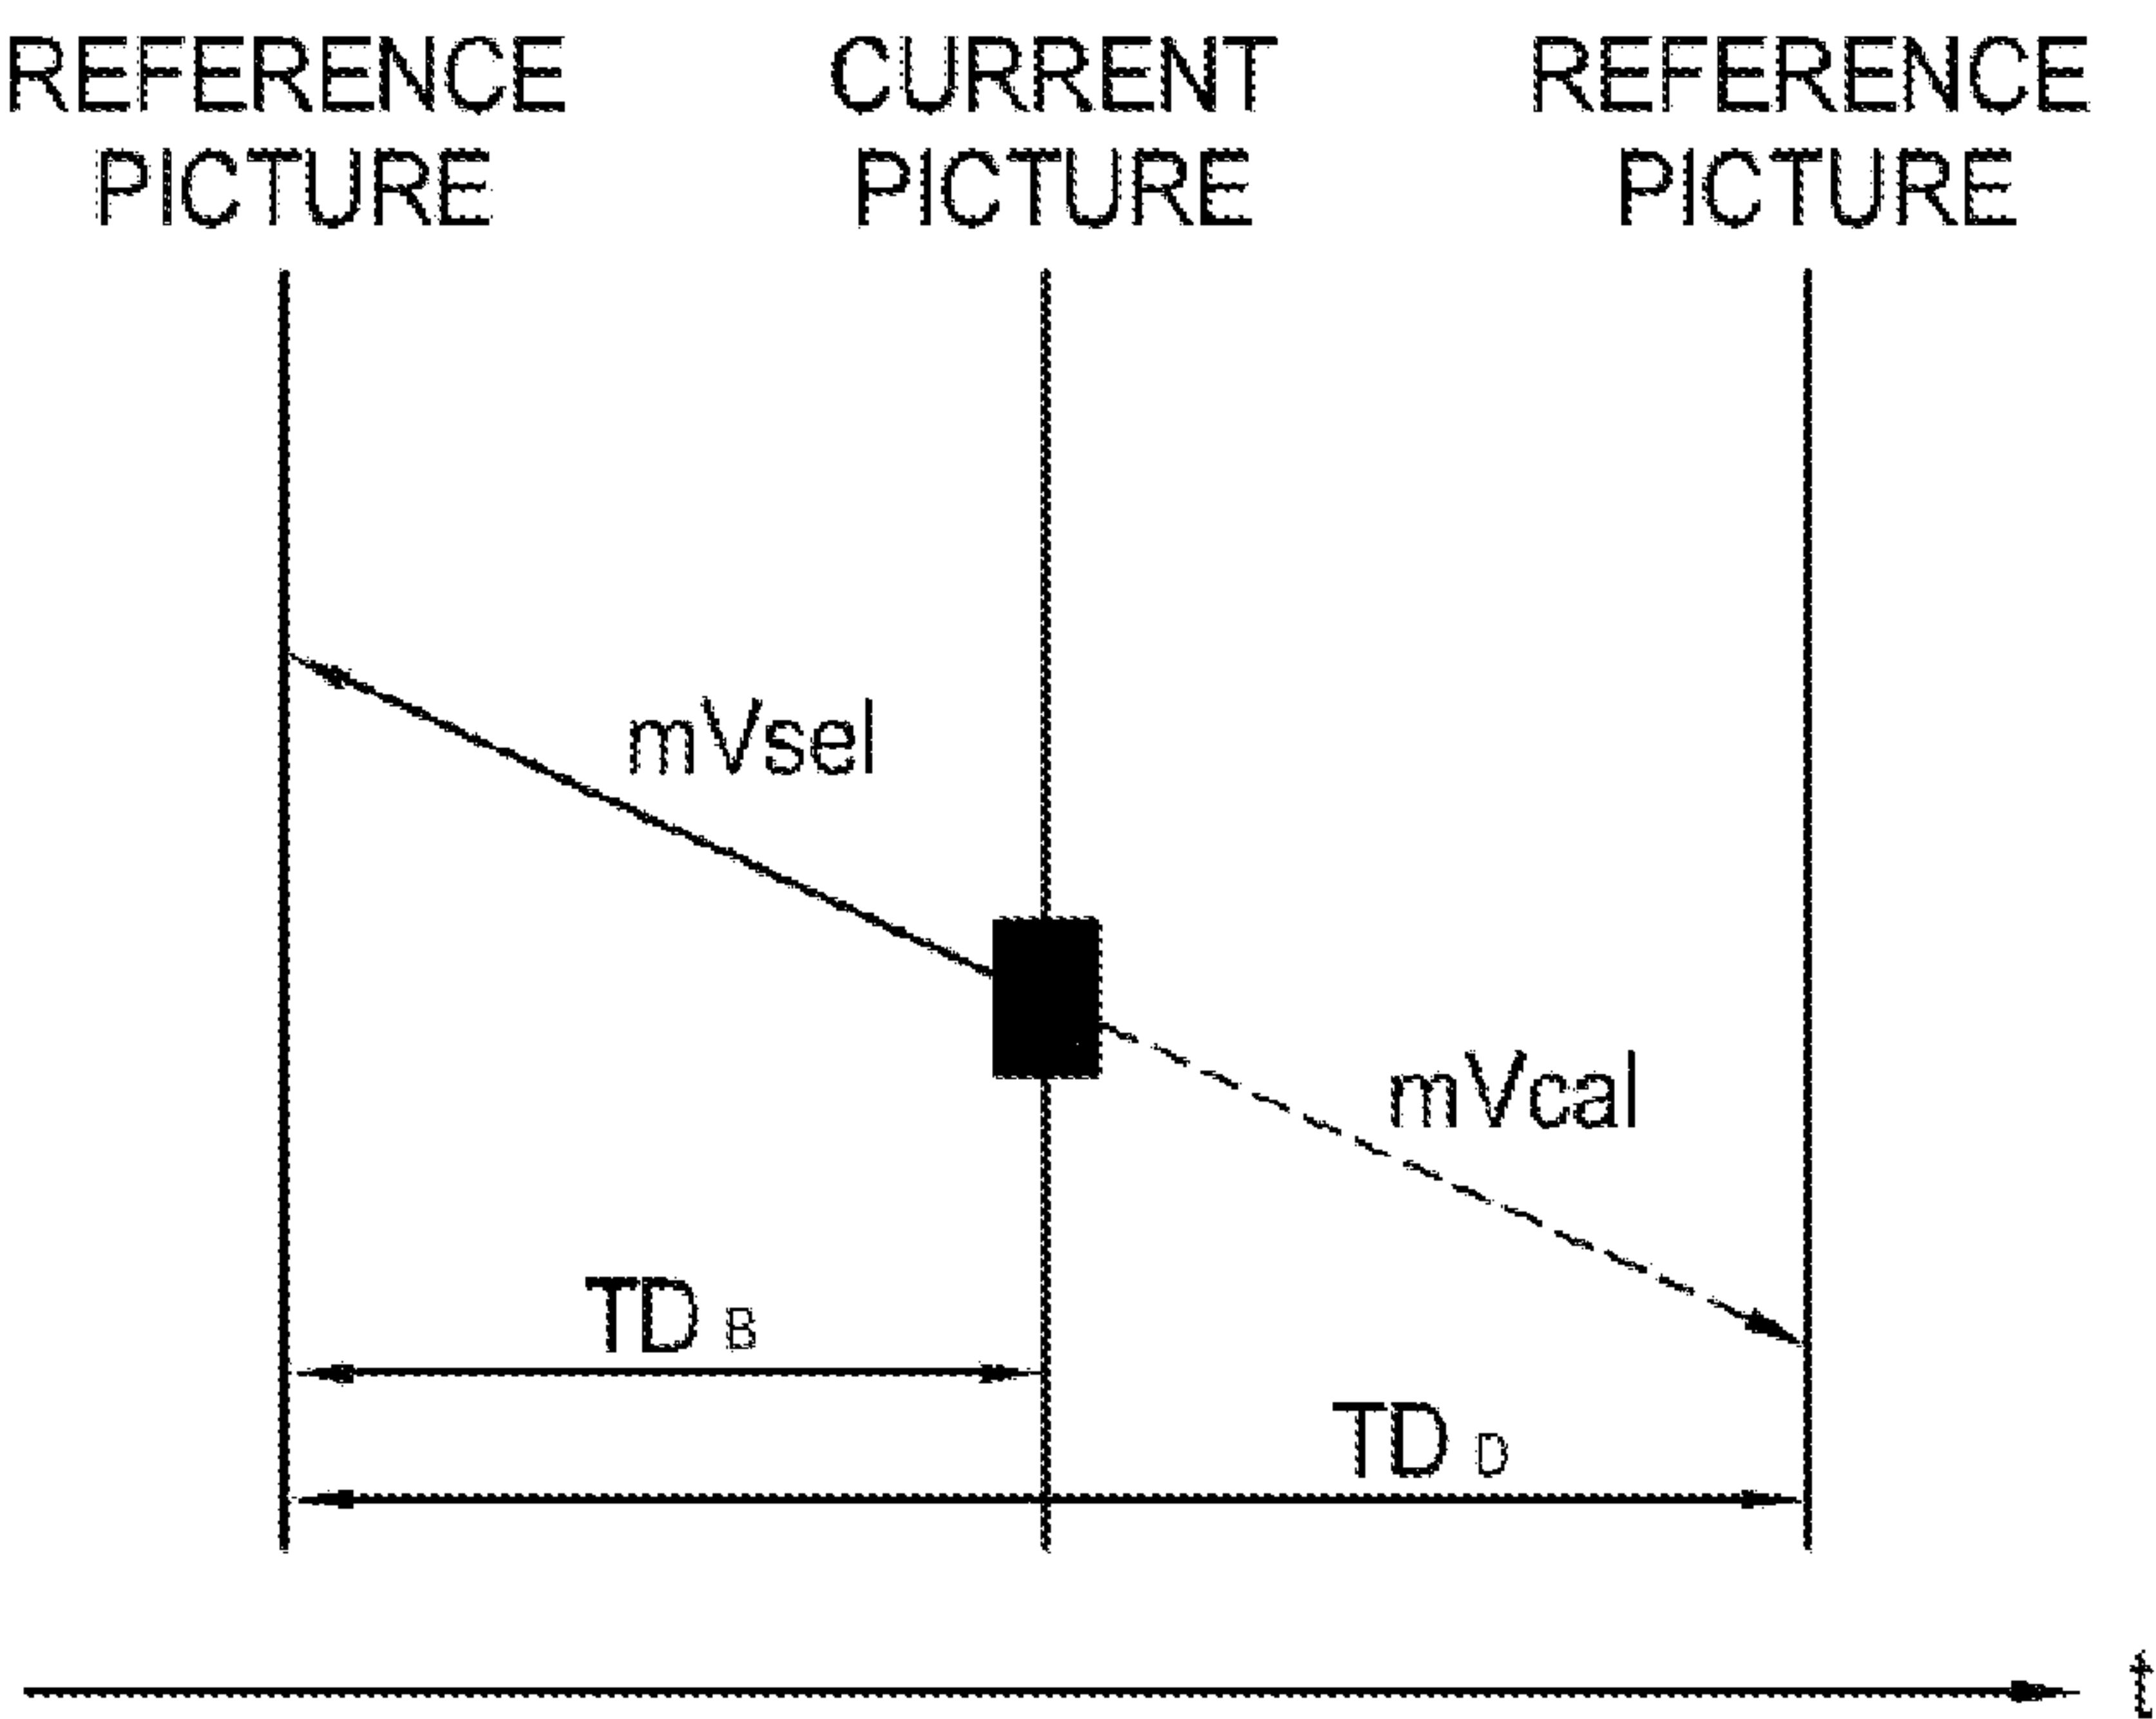 REFERENCE PICTURE
CURRENT PICTURE
REFERENCE PICTURE
mVsel
mVcal
TD B
TD D
t